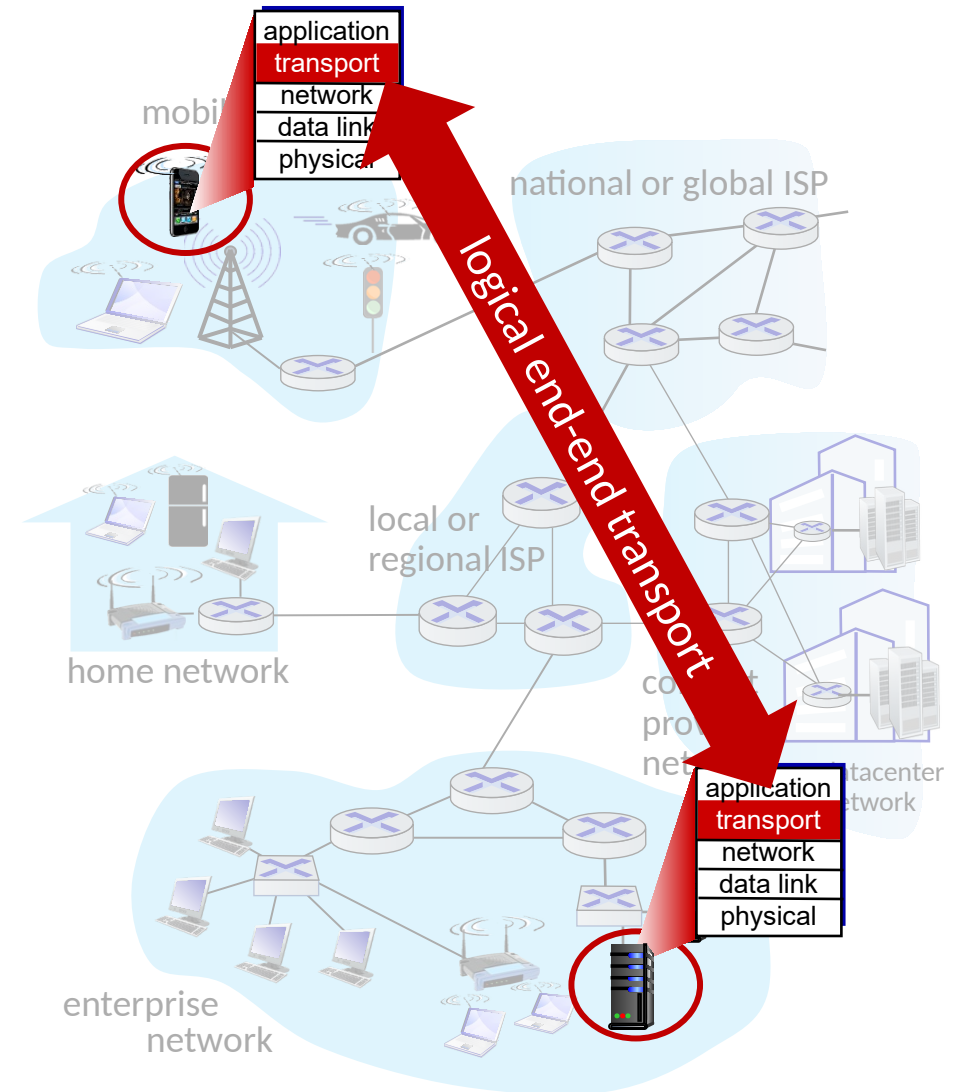 application
transport
network
data link
physical
national or global ISP
logical end-end transport
local or
regional ISP
home network
application
transport
network
data link
physical
enterprise
network